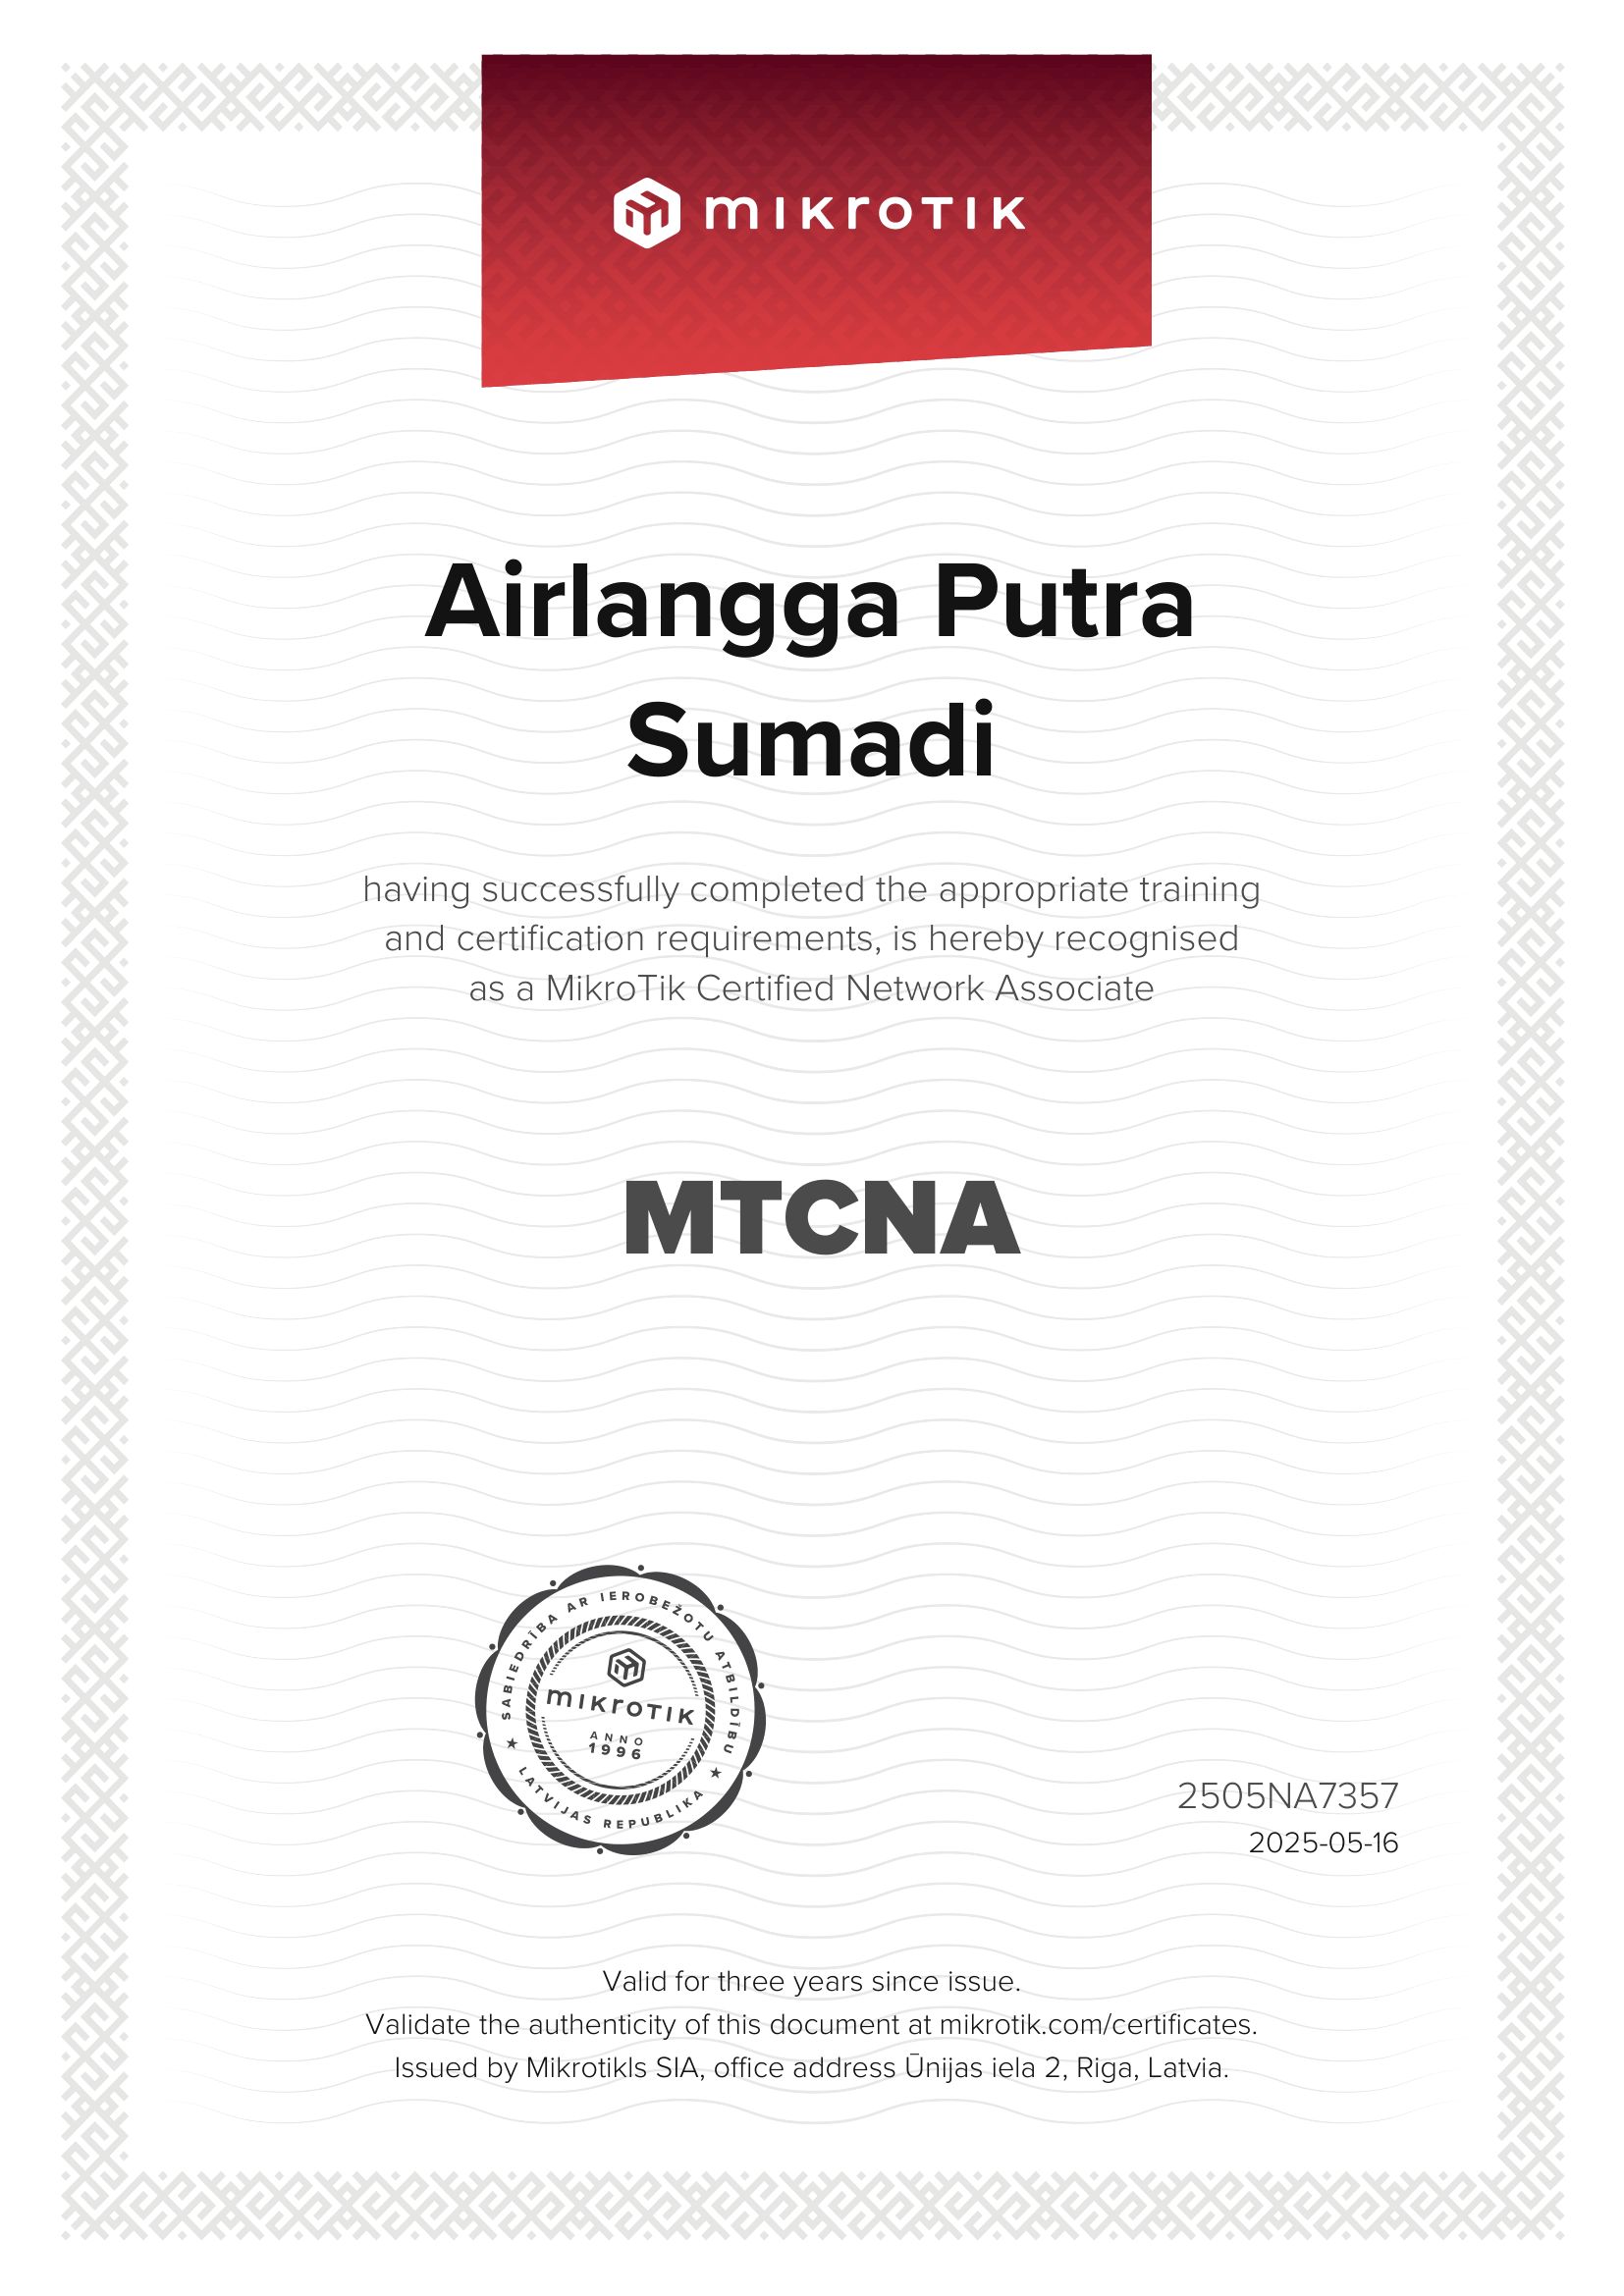 mikrotik
Airlangga Putra
Sumadi
having successfully completed the appropriate training
and certification requirements, is hereby recognised
as a MikroTik Certified Network Associate
MTCNA
SABIEDRĪBA AR IEROBEŽOTU ATBILDĪBU
mikrotik
ANNO
1996
★ LATVIJAS REPUBLIKA ★
2505NA7357
2025-05-16
Valid for three years since issue.
Validate the authenticity of this document at mikrotik.com/certificates.
Issued by Mikrotikls SIA, office address Ūnijas iela 2, Riga, Latvia.